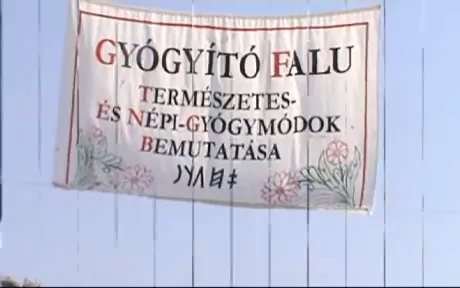 GYÓGYÍTÓ FALU
TERMÉSZETES-
ÉS NÉPI-GYÓGYMÓDOK
BEMUTATÁSA